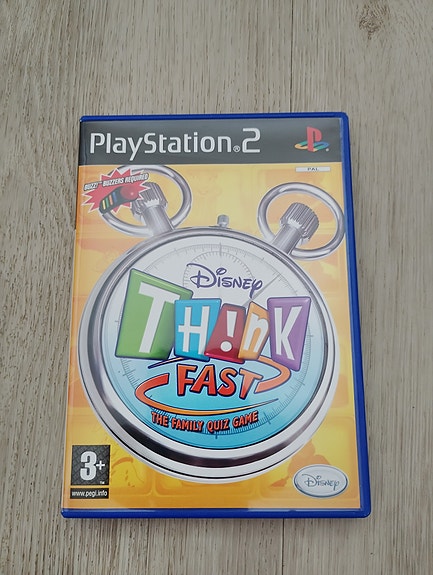 PlayStation®2
PAL
BUZZ!™ BUZZERS REQUIRED
Disney
TH!nK
FAST
THE FAMILY QUIZ GAME
3+
www.pegi.info
Disney